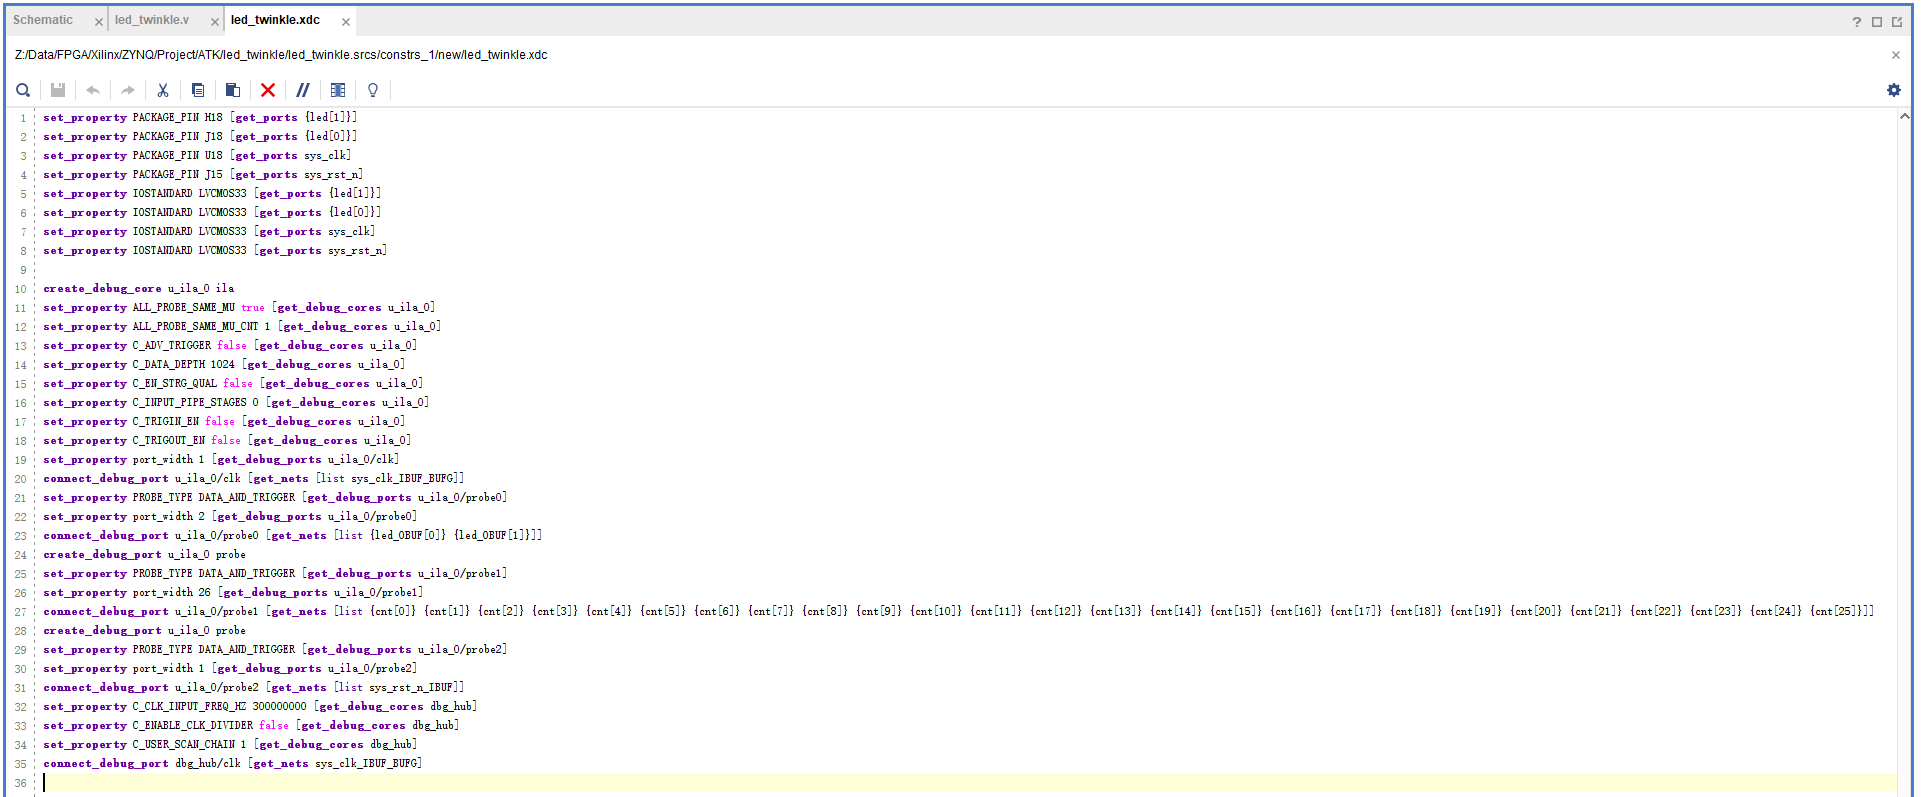 Schematic
led_twinkle.v
led_twinkle.xdc
Z:/Data/FPGA/Xilinx/ZYNQ/Project/ATK/led_twinkle/led_twinkle.srcs/constrs_1/new/led_twinkle.xdc
1 set_property PACKAGE_PIN H18 [get_ports {led[1]}]
2 set_property PACKAGE_PIN J18 [get_ports {led[0]}]
3 set_property PACKAGE_PIN U18 [get_ports sys_clk]
4 set_property PACKAGE_PIN J15 [get_ports sys_rst_n]
5 set_property IOSTANDARD LVCMOS33 [get_ports {led[1]}]
6 set_property IOSTANDARD LVCMOS33 [get_ports {led[0]}]
7 set_property IOSTANDARD LVCMOS33 [get_ports sys_clk]
8 set_property IOSTANDARD LVCMOS33 [get_ports sys_rst_n]
9
10 create_debug_core u_ila_0 ila
11 set_property ALL_PROBE_SAME_MU true [get_debug_cores u_ila_0]
12 set_property ALL_PROBE_SAME_MU_CNT 1 [get_debug_cores u_ila_0]
13 set_property C_ADV_TRIGGER false [get_debug_cores u_ila_0]
14 set_property C_DATA_DEPTH 1024 [get_debug_cores u_ila_0]
15 set_property C_EN_STRG_QUAL false [get_debug_cores u_ila_0]
16 set_property C_INPUT_PIPE_STAGES 0 [get_debug_cores u_ila_0]
17 set_property C_TRIGIN_EN false [get_debug_cores u_ila_0]
18 set_property C_TRIGOUT_EN false [get_debug_cores u_ila_0]
19 set_property port_width 1 [get_debug_ports u_ila_0/clk]
20 connect_debug_port u_ila_0/clk [get_nets [list sys_clk_IBUF_BUFG]]
21 set_property PROBE_TYPE DATA_AND_TRIGGER [get_debug_ports u_ila_0/probe0]
22 set_property port_width 2 [get_debug_ports u_ila_0/probe0]
23 connect_debug_port u_ila_0/probe0 [get_nets [list {led_OBUF[0]} {led_OBUF[1]}]]
24 create_debug_port u_ila_0 probe
25 set_property PROBE_TYPE DATA_AND_TRIGGER [get_debug_ports u_ila_0/probe1]
26 set_property port_width 26 [get_debug_ports u_ila_0/probe1]
27 connect_debug_port u_ila_0/probe1 [get_nets [list {cnt[0]} {cnt[1]} {cnt[2]} {cnt[3]} {cnt[4]} {cnt[5]} {cnt[6]} {cnt[7]} {cnt[8]} {cnt[9]} {cnt[10]} {cnt[11]} {cnt[12]} {cnt[13]} {cnt[14]} {cnt[15]} {cnt[16]} {cnt[17]} {cnt[18]} {cnt[19]} {cnt[20]} {cnt[21]} {cnt[22]} {cnt[23]} {cnt[24]} {cnt[25]}]]
28 create_debug_port u_ila_0 probe
29 set_property PROBE_TYPE DATA_AND_TRIGGER [get_debug_ports u_ila_0/probe2]
30 set_property port_width 1 [get_debug_ports u_ila_0/probe2]
31 connect_debug_port u_ila_0/probe2 [get_nets [list sys_rst_n_IBUF]]
32 set_property C_CLK_INPUT_FREQ_HZ 300000000 [get_debug_cores dbg_hub]
33 set_property C_ENABLE_CLK_DIVIDER false [get_debug_cores dbg_hub]
34 set_property C_USER_SCAN_CHAIN 1 [get_debug_cores dbg_hub]
35 connect_debug_port dbg_hub/clk [get_nets sys_clk_IBUF_BUFG]
36